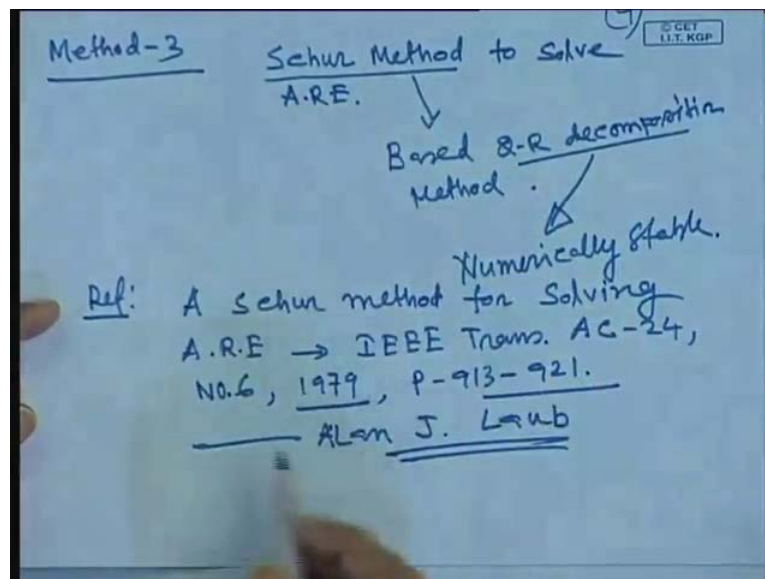 4
© CET
I.I.T. KGP
Method-3 Schur Method to Solve
A.R.E.
Based Q-R decomposition
Method.
Numerically Stable.
Ref: A Schur method for Solving
A.R.E → IEEE Trans. AC-24,
NO.6, 1979, P-913-921.
Alan J. Laub